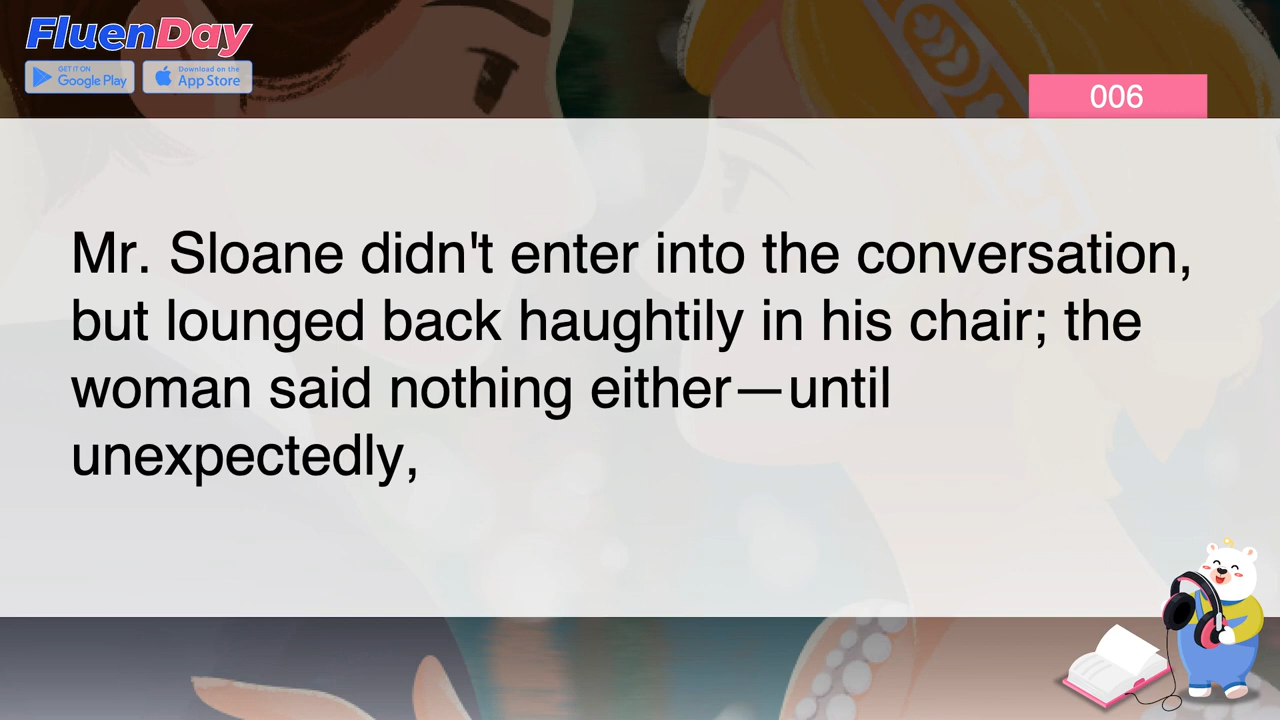 FluenDay
GET IT ON
Google Play
Download on the
App Store
006
Mr. Sloane didn't enter into the conversation,
but lounged back haughtily in his chair; the
woman said nothing either—until
unexpectedly,